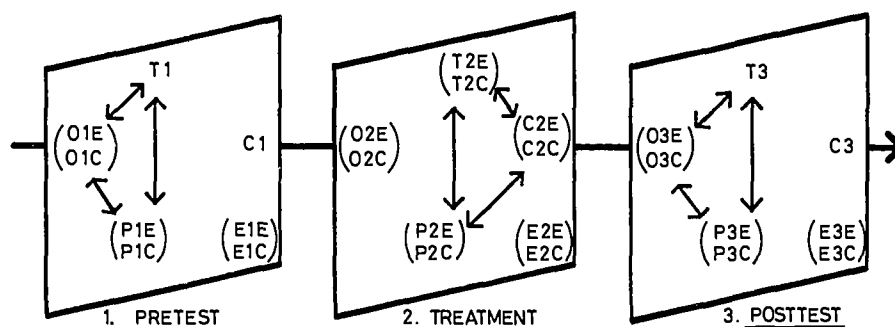 T1
O1E
O1C
C1
P1E
P1C
E1E
E1C
1. PRETEST
T2E
T2C
O2E
O2C
C2E
C2C
P2E
P2C
E2E
E2C
2. TREATMENT
T3
O3E
O3C
C3
P3E
P3C
E3E
E3C
3. POSTTEST